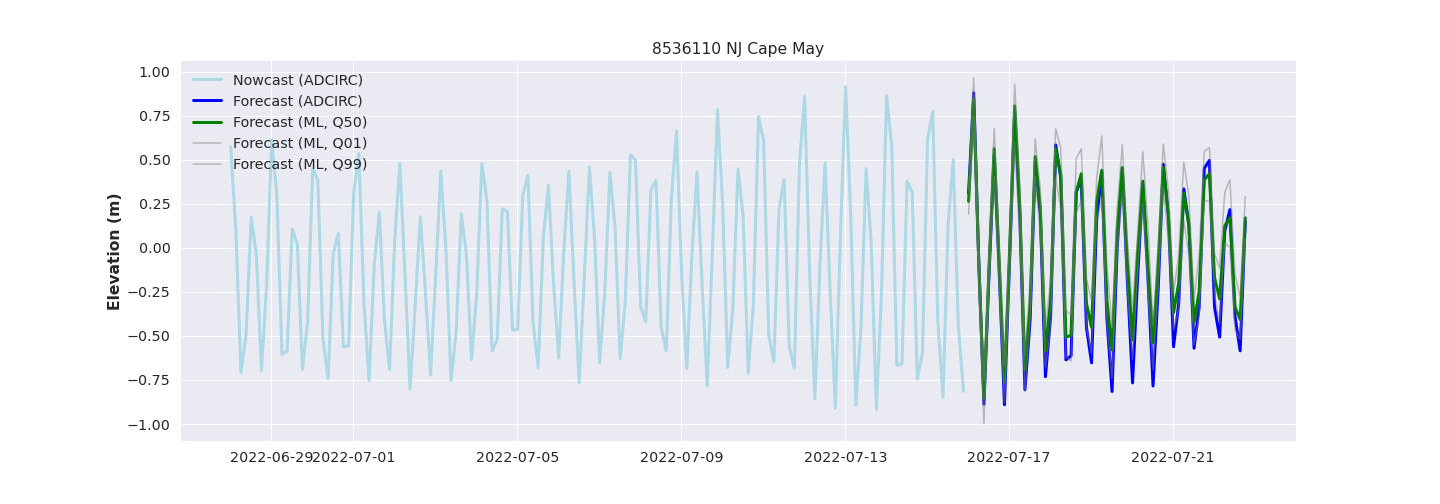 8536110 NJ Cape May
1.00
0.75
0.50
0.25
0.00
−0.25
−0.50
−0.75
−1.00
Elevation (m)
Nowcast (ADCIRC)
Forecast (ADCIRC)
Forecast (ML, Q50)
Forecast (ML, Q01)
Forecast (ML, Q99)
2022-06-29 2022-07-01 2022-07-05 2022-07-09 2022-07-13 2022-07-17 2022-07-21